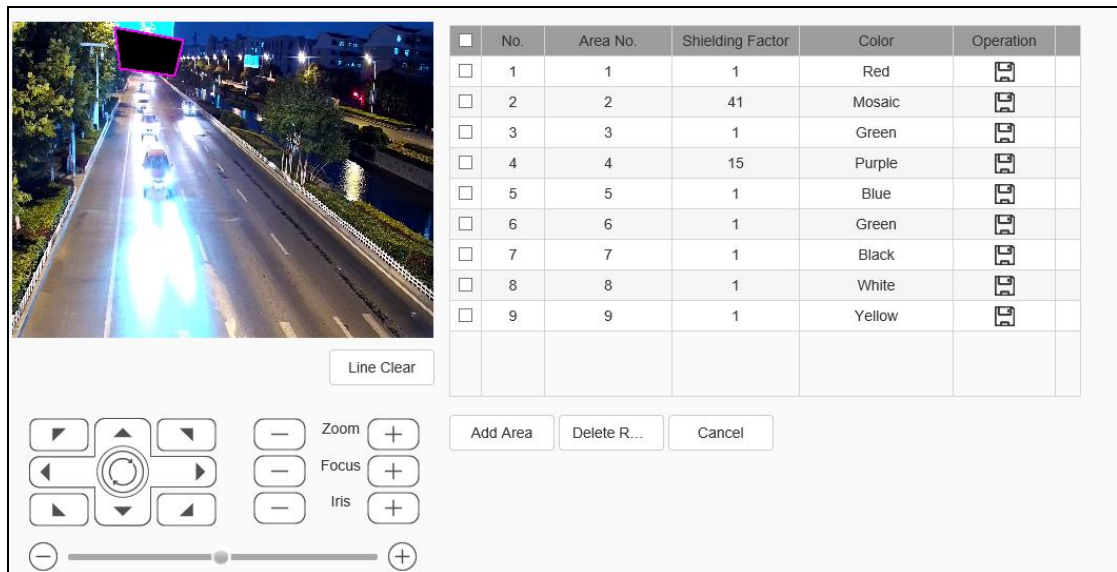 No. Area No. Shielding Factor Color Operation
1 1 1 Red
2 2 41 Mosaic
3 3 1 Green
4 4 15 Purple
5 5 1 Blue
6 6 1 Green
7 7 1 Black
8 8 1 White
9 9 1 Yellow
Line Clear
Add Area Delete R... Cancel
Zoom
Focus
Iris